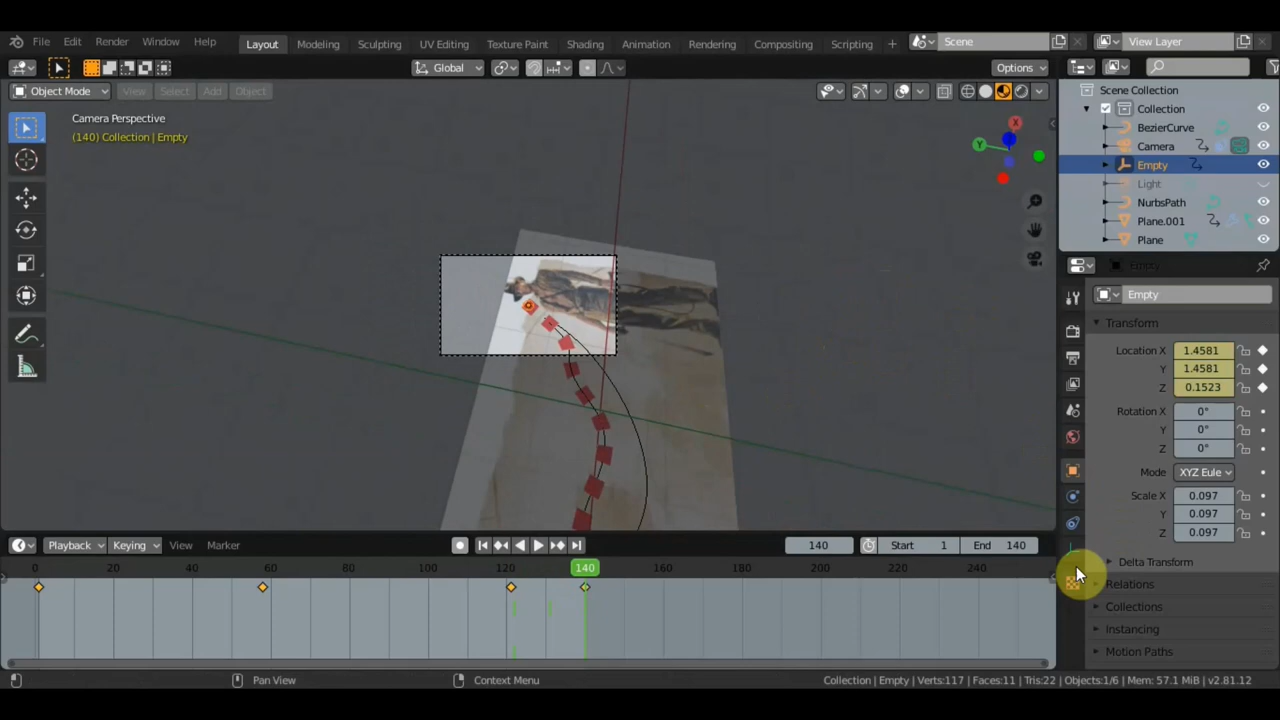 File Edit Render Window Help Layout Modeling Sculpting UV Editing Texture Paint Shading Animation Rendering Compositing Scripting + Scene View Layer
Global Options
Object Mode View Select Add Object
Camera Perspective
(140) Collection | Empty
X
Y
Z
Scene Collection
Collection
BezierCurve
Camera
Empty
Light
NurbsPath
Plane.001
Plane
Empty
Empty
Transform
Location X 1.4581
Y 1.4581
Z 0.1523
Rotation X 0°
Y 0°
Z 0°
Mode XYZ Eule
Scale X 0.097
Y 0.097
Z 0.097
Delta Transform
Relations
Collections
Instancing
Motion Paths
Playback Keying View Marker 140 Start 1 End 140
0 20 40 60 80 100 120 140 160 180 200 220 240
Pan View Context Menu Collection | Empty | Verts:117 | Faces:11 | Tris:22 | Objects:1/6 | Mem: 57.1 MiB | v2.81.12